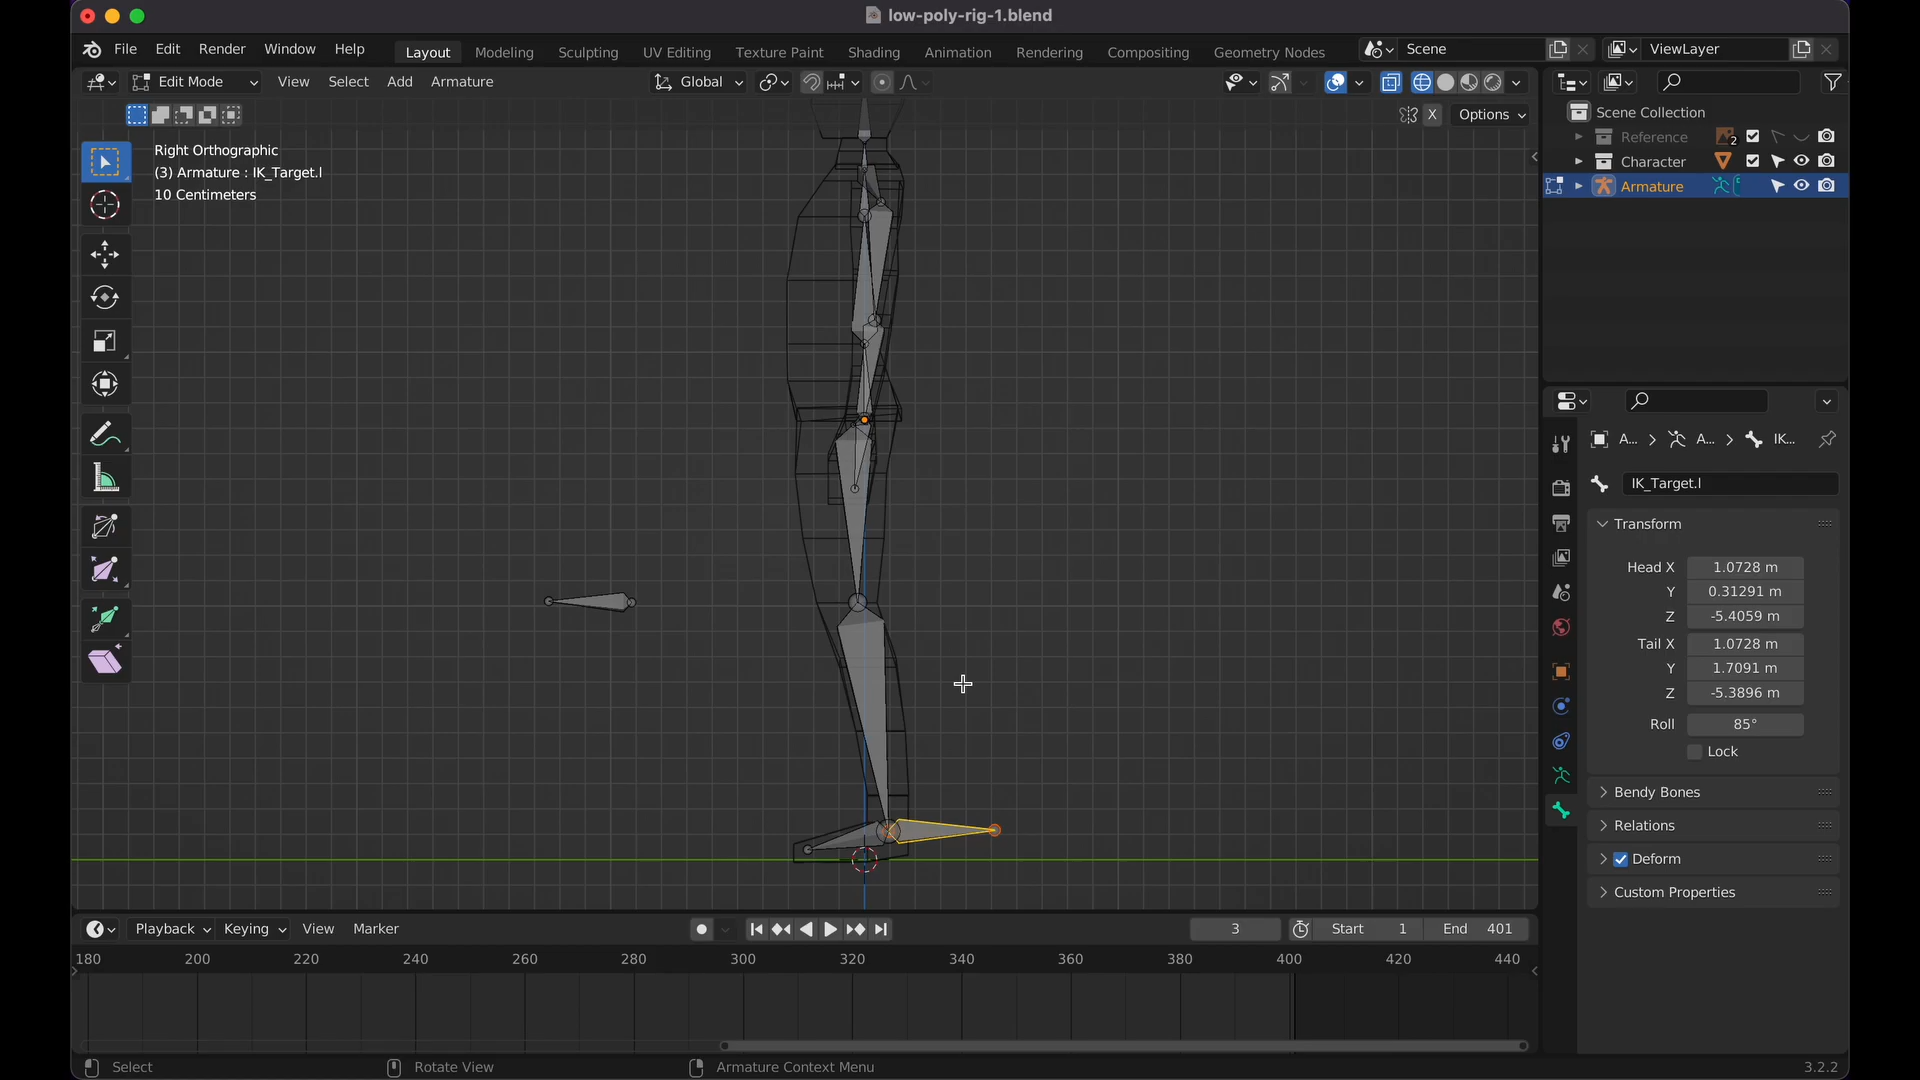 low-poly-rig-1.blend
File Edit Render Window Help Layout Modeling Sculpting UV Editing Texture Paint Shading Animation Rendering Compositing Geometry Nodes Scene ViewLayer
Edit Mode View Select Add Armature Global
X Options
Right Orthographic
(3) Armature : IK_Target.l
10 Centimeters
Scene Collection
Reference 2
Character
Armature
A... A... IK...
IK_Target.l
Transform
Head X 1.0728 m
Y 0.31291 m
Z -5.4059 m
Tail X 1.0728 m
Y 1.7091 m
Z -5.3896 m
Roll 85°
Lock
Bendy Bones
Relations
Deform
Custom Properties
Playback Keying View Marker 3 Start 1 End 401
180 200 220 240 260 280 300 320 340 360 380 400 420 440
Select Rotate View Armature Context Menu 3.2.2